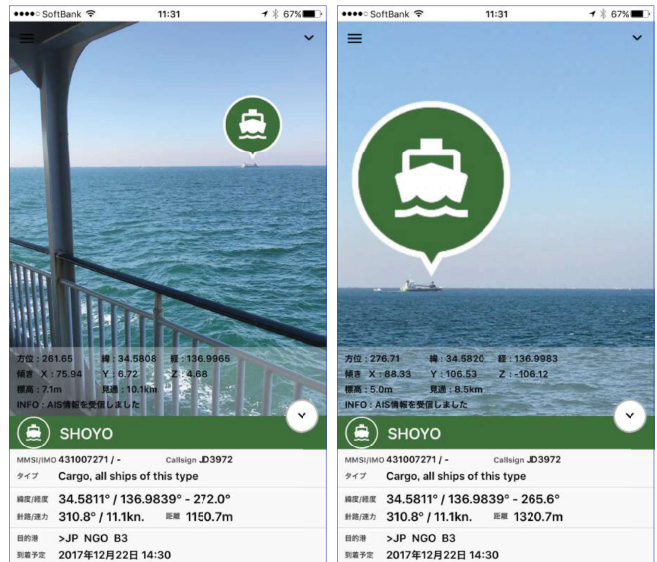 SoftBank 11:31 67%
方位：261.65 緯：34.5808 経：136.9965
傾き X：75.94 Y：6.72 Z：4.68
標高：7.1m 見通：10.1km
INFO：AIS情報を受信しました
SHOYO
MMSI/IMO 431007271 / - Callsign JD3972
タイプ Cargo, all ships of this type
緯度/経度 34.5811° / 136.9839° - 272.0°
針路/速力 310.8° / 11.1kn. 距離 1150.7m
目的港 >JP NGO B3
到着予定 2017年12月22日 14:30
SoftBank 11:31 67%
方位：276.71 緯：34.5820 経：136.9983
傾き X：88.33 Y：106.53 Z：-106.12
標高：5.0m 見通：8.5km
INFO：AIS情報を受信しました
SHOYO
MMSI/IMO 431007271 / - Callsign JD3972
タイプ Cargo, all ships of this type
緯度/経度 34.5811° / 136.9839° - 265.6°
針路/速力 310.8° / 11.1kn. 距離 1320.7m
目的港 >JP NGO B3
到着予定 2017年12月22日 14:30